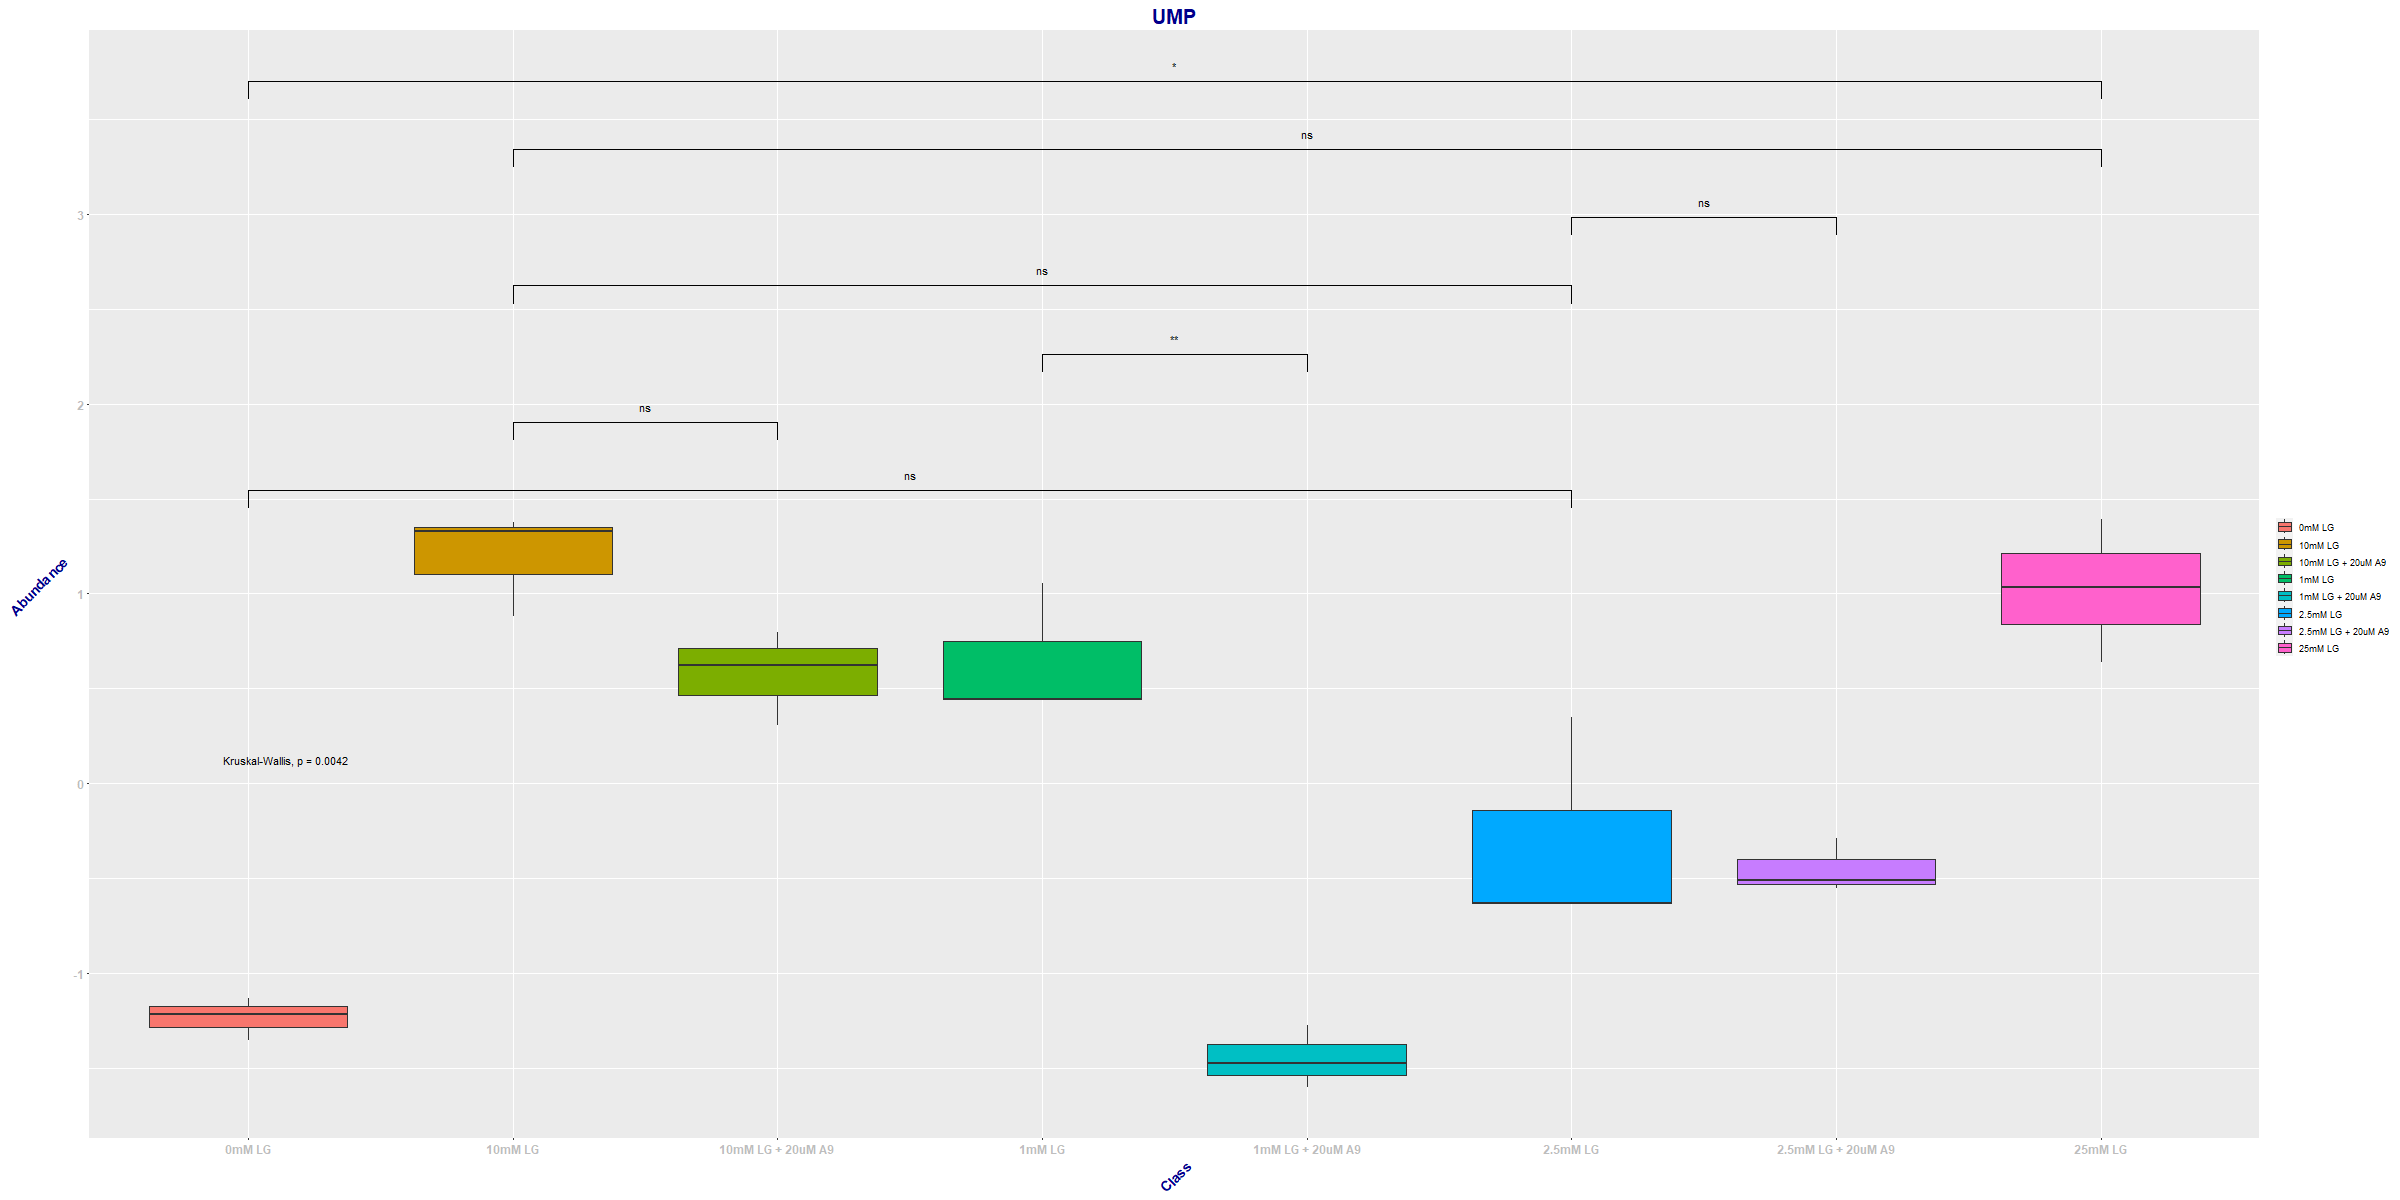 UMP
*
ns
3
ns
ns
**
2
ns
ns
1
Abundance
Kruskal-Wallis, p = 0.0042
0
-1
0mM LG
10mM LG
10mM LG + 20uM A9
1mM LG
1mM LG + 20uM A9
2.5mM LG
2.5mM LG + 20uM A9
25mM LG
Class
0mM LG
10mM LG
10mM LG + 20uM A9
1mM LG
1mM LG + 20uM A9
2.5mM LG
2.5mM LG + 20uM A9
25mM LG